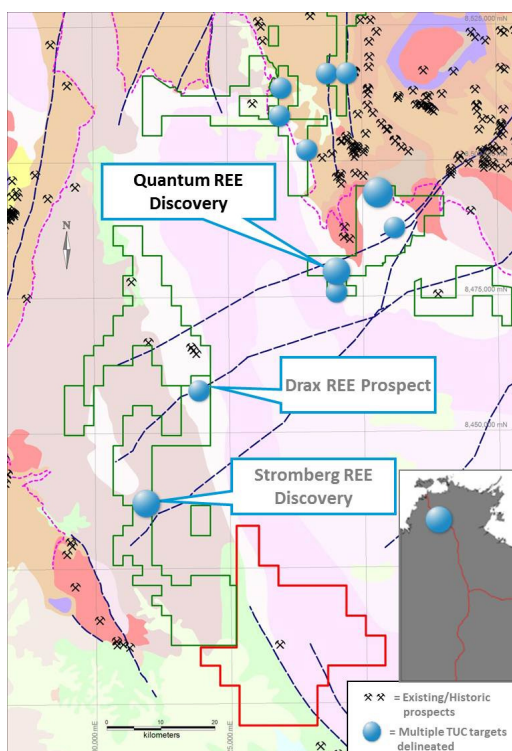 8,525,000 mN
Quantum REE
Discovery
N
8,475,000 mN
Drax REE Prospect
8,450,000 mN
Stromberg REE
Discovery
0
10
20
kilometers
= Existing/Historic
prospects
= Multiple TUC targets
delineated